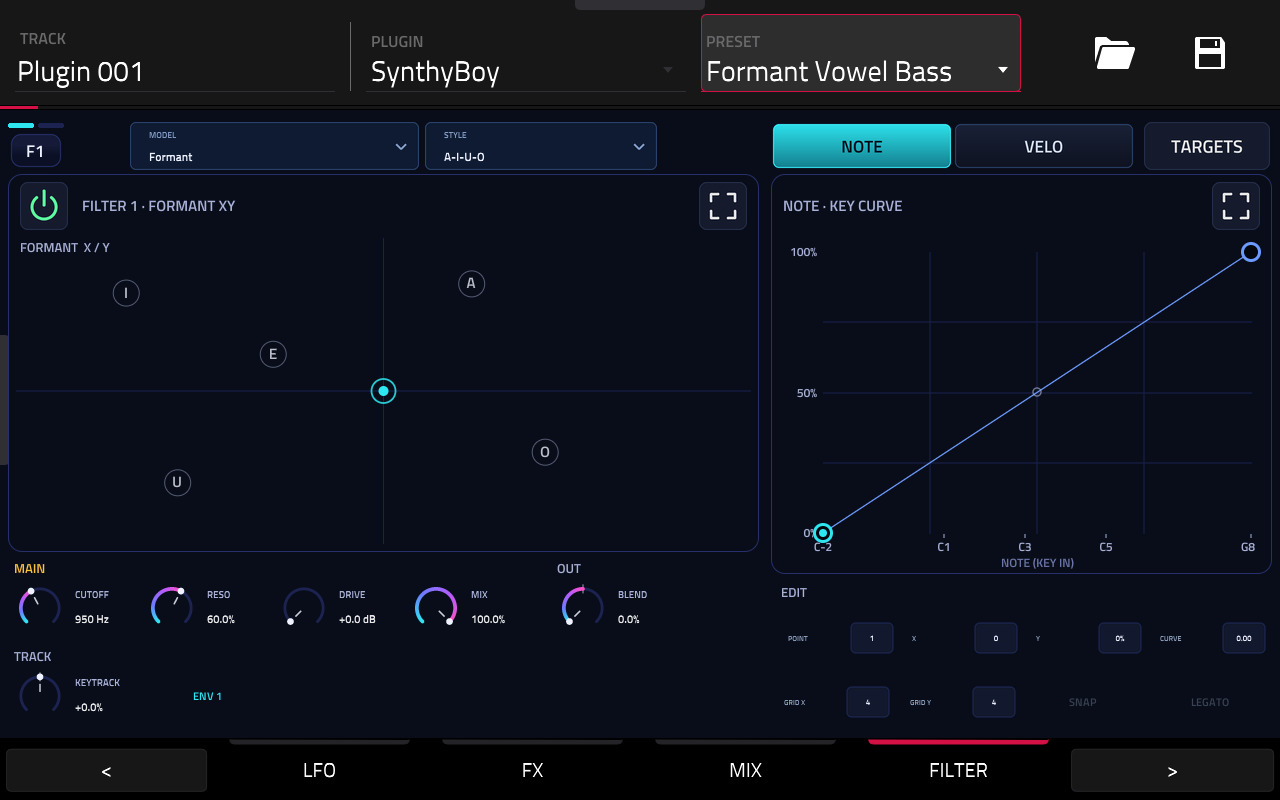 TRACK
Plugin 001
PLUGIN
SynthyBoy
PRESET
Formant Vowel Bass
F1
MODEL
Formant
STYLE
A-I-U-O
NOTE
VELO
TARGETS
FILTER 1 · FORMANT XY
FORMANT X / Y
I
A
E
O
U
NOTE · KEY CURVE
100%
50%
0%
C-2
C1
C3
C5
G8
NOTE (KEY IN)
MAIN
OUT
CUTOFF
950 Hz
RESO
60.0%
DRIVE
+0.0 dB
MIX
100.0%
BLEND
0.0%
TRACK
KEYTRACK
+0.0%
ENV 1
EDIT
POINT
1
X
0
Y
0%
CURVE
0.00
GRID X
4
GRID Y
4
SNAP
LEGATO
<
LFO
FX
MIX
FILTER
>